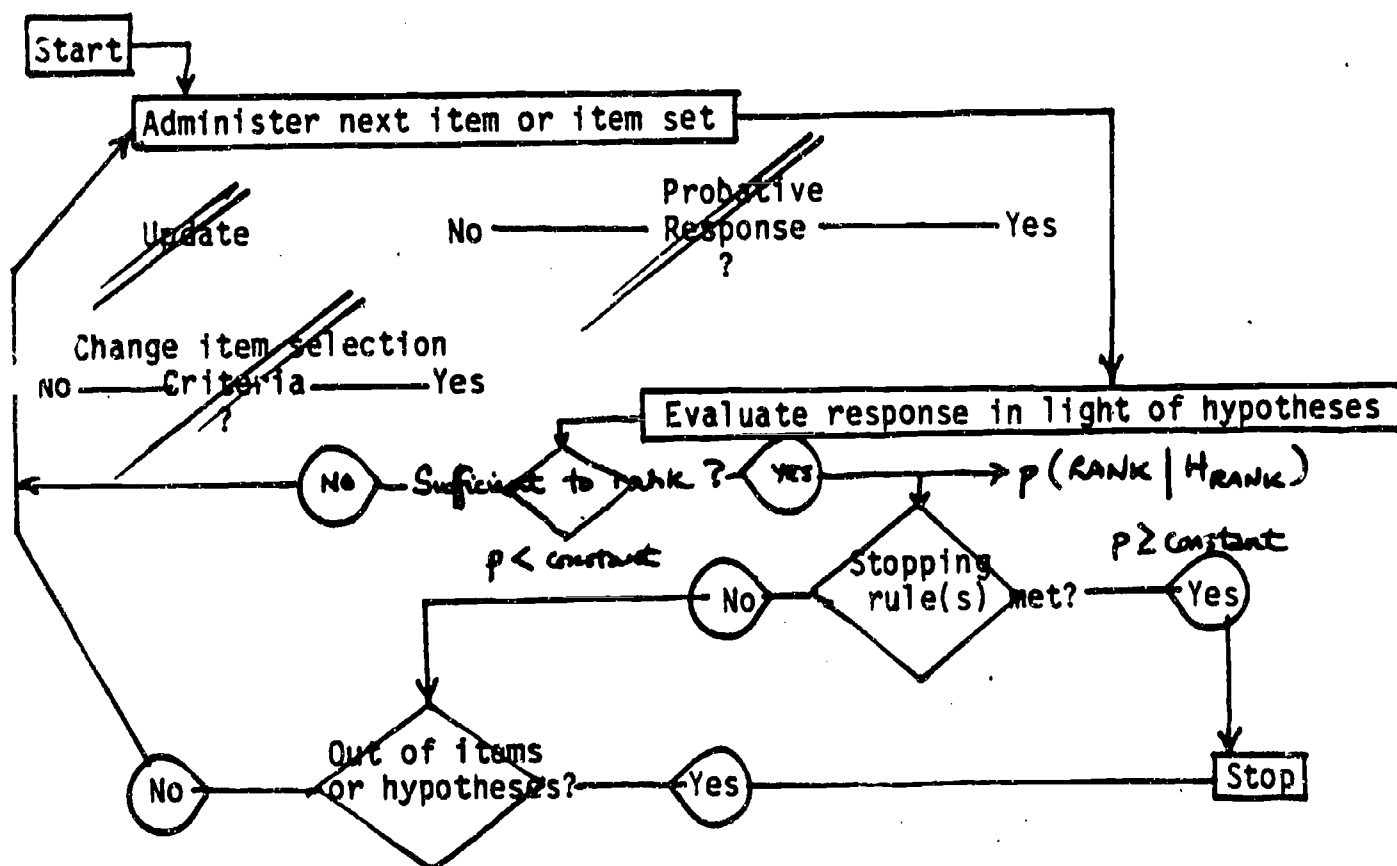 Start
Administer next item or item set
Probative
Update
No Response Yes
?
Change item selection
No Criteria Yes
?
Evaluate response in light of hypotheses
No Sufficient to rank ? YES p (RANK | H_RANK)
p < constant
p ≥ constant
Stopping
No rule(s) met? Yes
Out of items
No or hypotheses? Yes
Stop